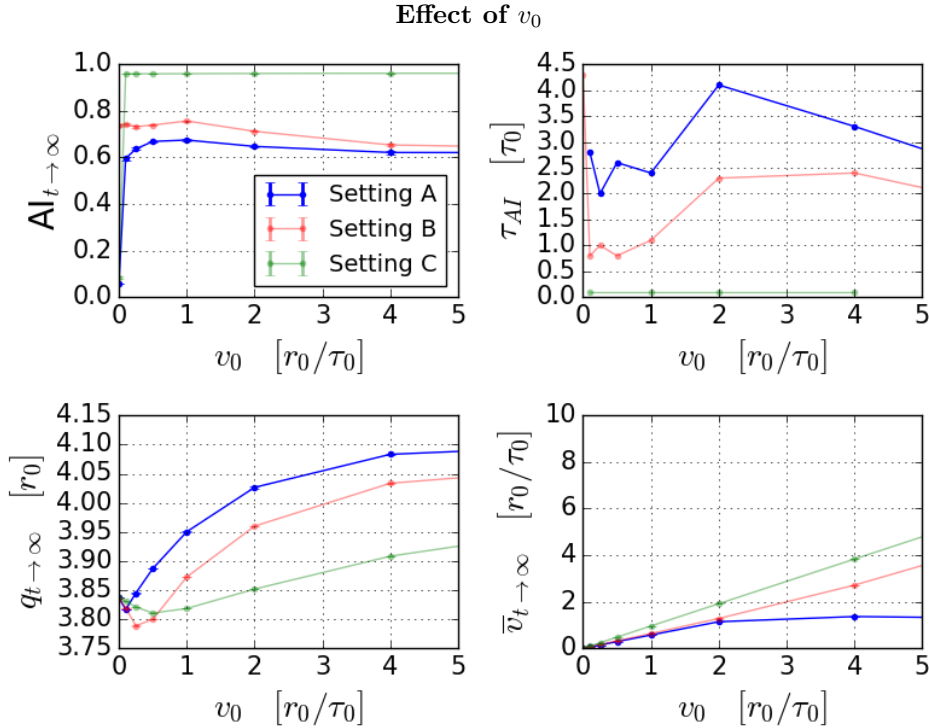 Effect of v₀
AI_{t→∞}
1.0
0.8
0.6
0.4
0.2
0.0
Setting A
Setting B
Setting C
0 1 2 3 4 5
v₀ [r₀/τ₀]
τ_{AI} [τ₀]
4.5
4.0
3.5
3.0
2.5
2.0
1.5
1.0
0.5
0.0
0 1 2 3 4 5
v₀ [r₀/τ₀]
q_{t→∞} [r₀]
4.15
4.10
4.05
4.00
3.95
3.90
3.85
3.80
3.75
0 1 2 3 4 5
v₀ [r₀/τ₀]
v̅_{t→∞} [r₀/τ₀]
10
8
6
4
2
0
0 1 2 3 4 5
v₀ [r₀/τ₀]